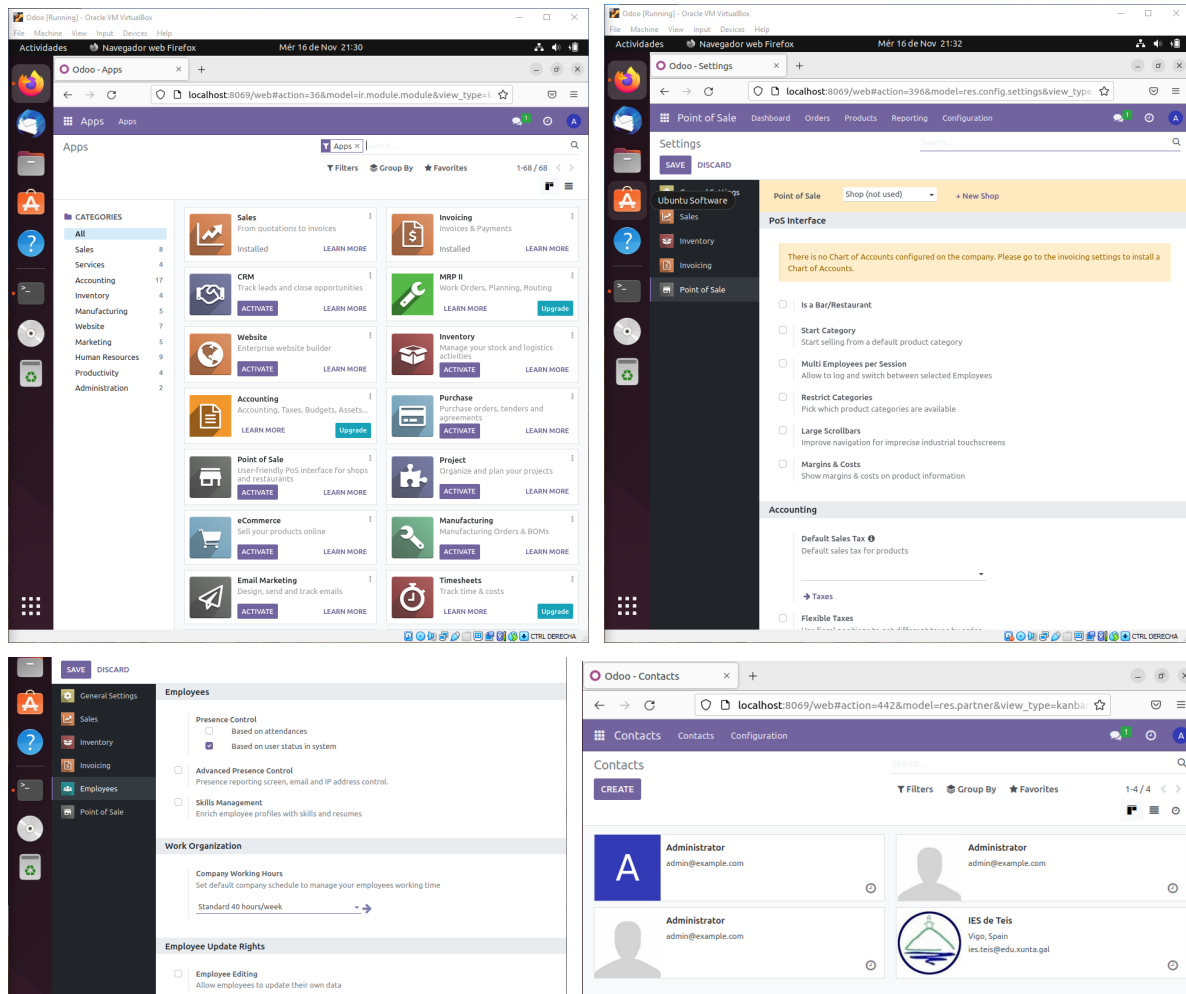 Odoo [Running] - Oracle VM VirtualBox
File Machine View Input Devices Help
Actividades Navegador web Firefox Mér 16 de Nov 21:30
Odoo - Apps × +
localhost:8069/web#action=36&model=ir.module.module&view_type=k
Apps Apps 1 A
Apps
Apps × Search...
Filters Group By Favorites 1-68 / 68
CATEGORIES
All
Sales 8
Services 4
Accounting 17
Inventory 4
Manufacturing 5
Website 7
Marketing 5
Human Resources 9
Productivity 4
Administration 2
Sales
From quotations to invoices
Installed LEARN MORE
Invoicing
Invoices & Payments
Installed LEARN MORE
CRM
Track leads and close opportunities
ACTIVATE LEARN MORE
MRP II
Work Orders, Planning, Routing
LEARN MORE Upgrade
Website
Enterprise website builder
ACTIVATE LEARN MORE
Inventory
Manage your stock and logistics
activities
ACTIVATE LEARN MORE
Accounting
Accounting, Taxes, Budgets, Assets...
LEARN MORE Upgrade
Purchase
Purchase orders, tenders and
agreements
ACTIVATE LEARN MORE
Point of Sale
User-friendly PoS interface for shops
and restaurants
ACTIVATE LEARN MORE
Project
Organize and plan your projects
ACTIVATE LEARN MORE
eCommerce
Sell your products online
ACTIVATE LEARN MORE
Manufacturing
Manufacturing Orders & BOMs
ACTIVATE LEARN MORE
Email Marketing
Design, send and track emails
ACTIVATE LEARN MORE
Timesheets
Track time & costs
LEARN MORE Upgrade
CTRL DERECHA
Odoo [Running] - Oracle VM VirtualBox
File Machine View Input Devices Help
Actividades Navegador web Firefox Mér 16 de Nov 21:32
Odoo - Settings × +
localhost:8069/web#action=396&model=res.config.settings&view_type
Point of Sale Dashboard Orders Products Reporting Configuration 1 A
Settings
Search...
SAVE DISCARD
Ubuntu Software
Sales
Inventory
Invoicing
Point of Sale
Point of Sale Shop (not used) + New Shop
PoS Interface
There is no Chart of Accounts configured on the company. Please go to the invoicing settings to install a
Chart of Accounts.
Is a Bar/Restaurant
Start Category
Start selling from a default product category
Multi Employees per Session
Allow to log and switch between selected Employees
Restrict Categories
Pick which product categories are available
Large Scrollbars
Improve navigation for imprecise industrial touchscreens
Margins & Costs
Show margins & costs on product information
Accounting
Default Sales Tax
Default sales tax for products
Taxes
Flexible Taxes
CTRL DERECHA
SAVE DISCARD
General Settings
Sales
Inventory
Invoicing
Employees
Point of Sale
Employees
Presence Control
Based on attendances
Based on user status in system
Advanced Presence Control
Presence reporting screen, email and IP address control.
Skills Management
Enrich employee profiles with skills and resumes
Work Organization
Company Working Hours
Set default company schedule to manage your employees working time
Standard 40 hours/week
Employee Update Rights
Employee Editing
Allow employees to update their own data
Odoo - Contacts × +
localhost:8069/web#action=442&model=res.partner&view_type=kanba
Contacts Contacts Configuration 1 A
Contacts
Search...
CREATE Filters Group By Favorites 1-4 / 4
A
Administrator
admin@example.com
Administrator
admin@example.com
Administrator
admin@example.com
IES de Teis
Vigo, Spain
ies.teis@edu.xunta.gal